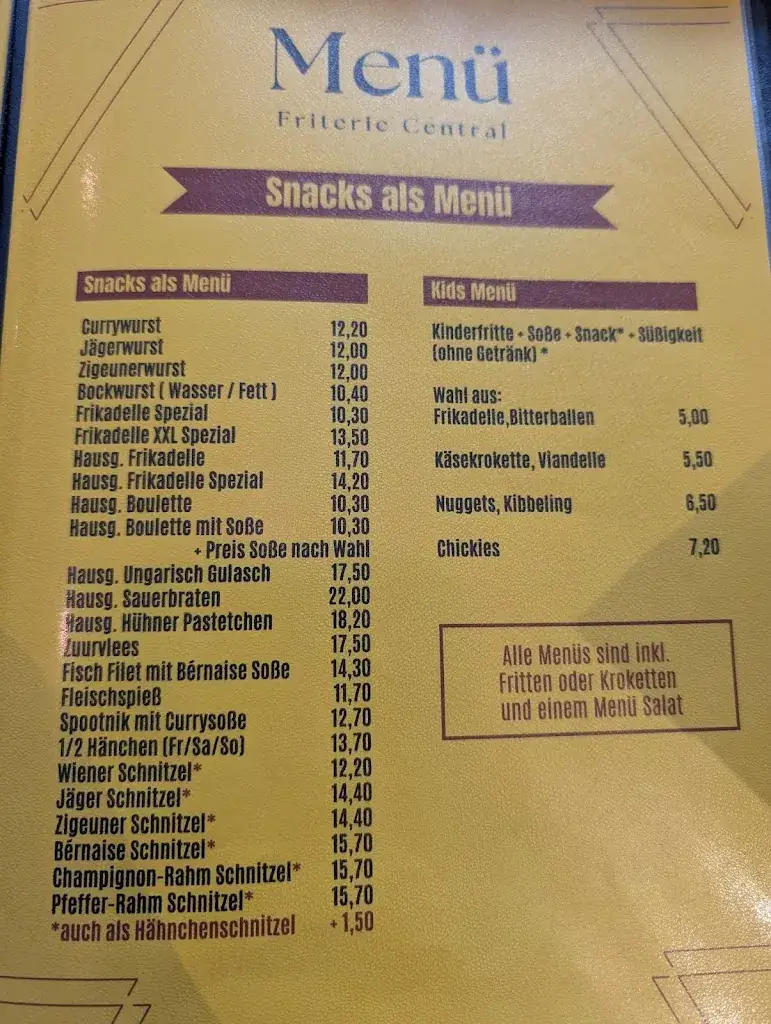 Menü
Friterie Central
Snacks als Menü
Snacks als Menü
Currywurst 12,20
Jägerwurst 12,00
Zigeunerwurst 12,00
Bockwurst ( Wasser / Fett ) 10,40
Frikadelle Spezial 10,30
Frikadelle XXL Spezial 13,50
Hausg. Frikadelle 11,70
Hausg. Frikadelle Spezial 14,20
Hausg. Boulette 10,30
Hausg. Boulette mit Soße 10,30
+ Preis Soße nach Wahl
Hausg. Ungarisch Gulasch 17,50
Hausg. Sauerbraten 22,00
Hausg. Hühner Pastetchen 18,20
Zuurvlees 17,50
Fisch Filet mit Bérnaise Soße 14,30
Fleischspieß 11,70
Spootnik mit Currysoße 12,70
1/2 Hänchen (Fr/Sa/So) 13,70
Wiener Schnitzel* 12,20
Jäger Schnitzel* 14,40
Zigeuner Schnitzel* 14,40
Bérnaise Schnitzel* 15,70
Champignon-Rahm Schnitzel* 15,70
Pfeffer-Rahm Schnitzel* 15,70
*auch als Hähnchenschnitzel + 1,50
Kids Menü
Kinderfritte + Soße + Snack* + Süßigkeit
(ohne Getränk) *
Wahl aus:
Frikadelle,Bitterballen 5,00
Käsekrokette, Viandelle 5,50
Nuggets, Kibbeling 6,50
Chickies 7,20
Alle Menüs sind inkl.
Fritten oder Kroketten
und einem Menü Salat